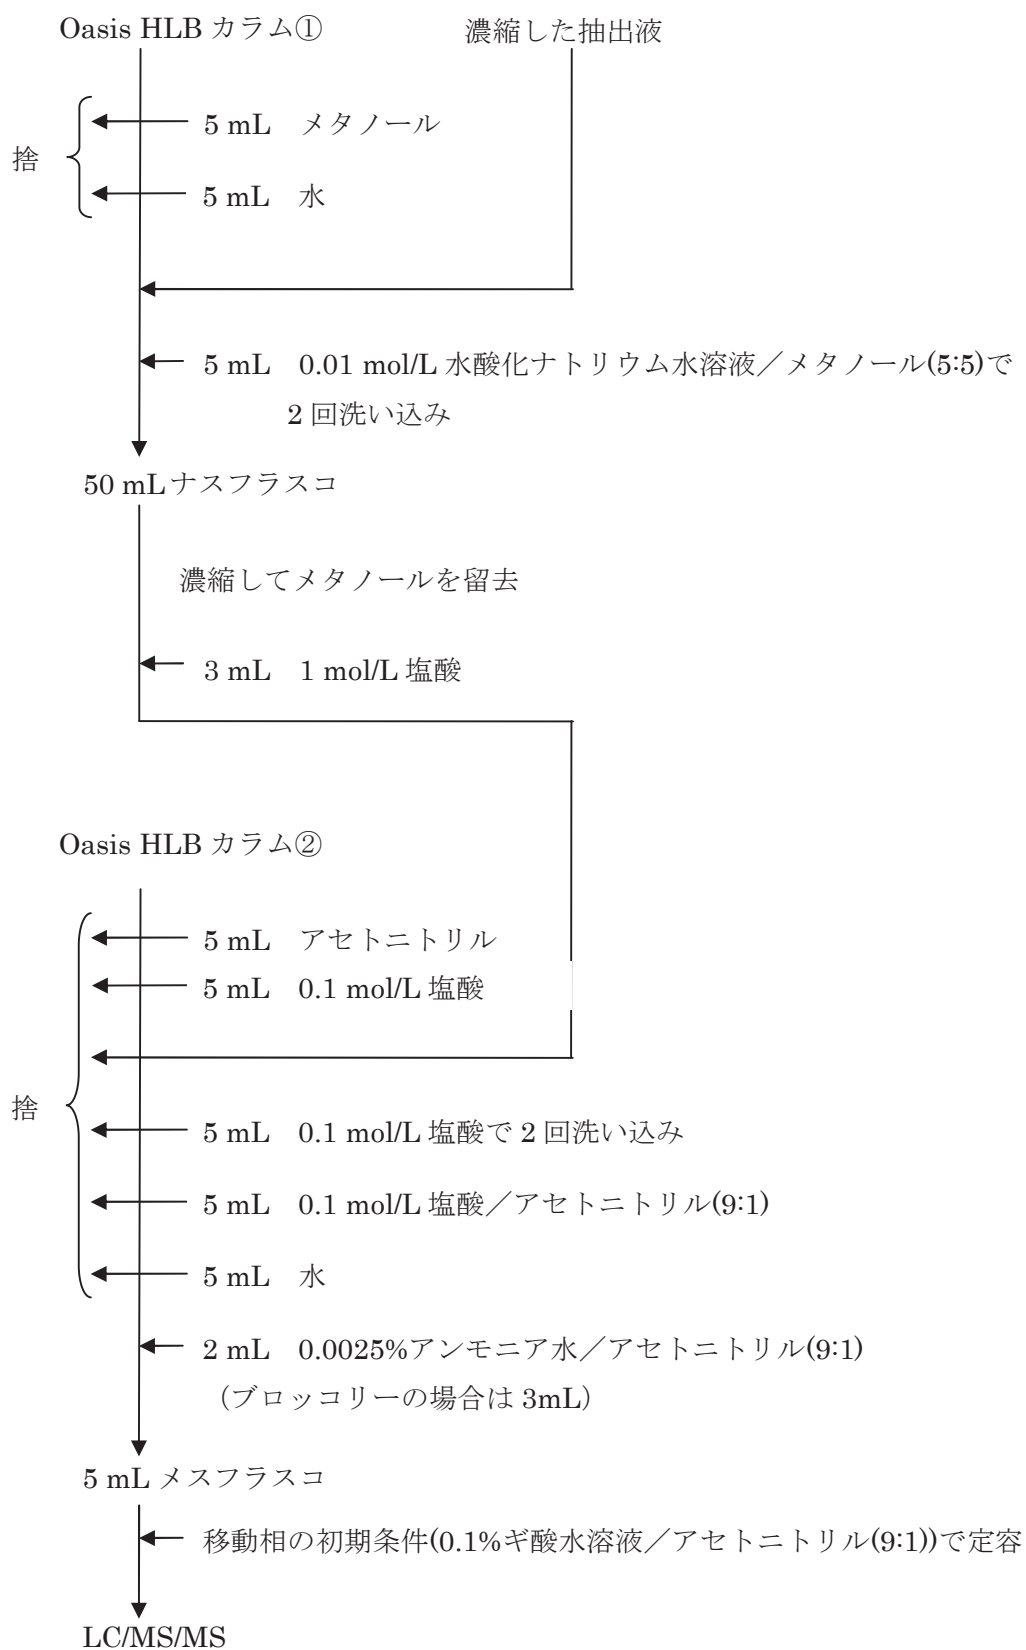 Oasis HLB カラム①
濃縮した抽出液
5 mL メタノール
捨
5 mL 水
5 mL 0.01 mol/L 水酸化ナトリウム水溶液／メタノール(5:5)で
2 回洗い込み
50 mL ナスフラスコ
濃縮してメタノールを留去
3 mL 1 mol/L 塩酸
Oasis HLB カラム②
5 mL アセトニトリル
5 mL 0.1 mol/L 塩酸
捨
5 mL 0.1 mol/L 塩酸で 2 回洗い込み
5 mL 0.1 mol/L 塩酸／アセトニトリル(9:1)
5 mL 水
2 mL 0.0025%アンモニア水／アセトニトリル(9:1)
（ブロッコリーの場合は 3mL）
5 mL メスフラスコ
移動相の初期条件(0.1%ギ酸水溶液／アセトニトリル(9:1))で定容
LC/MS/MS